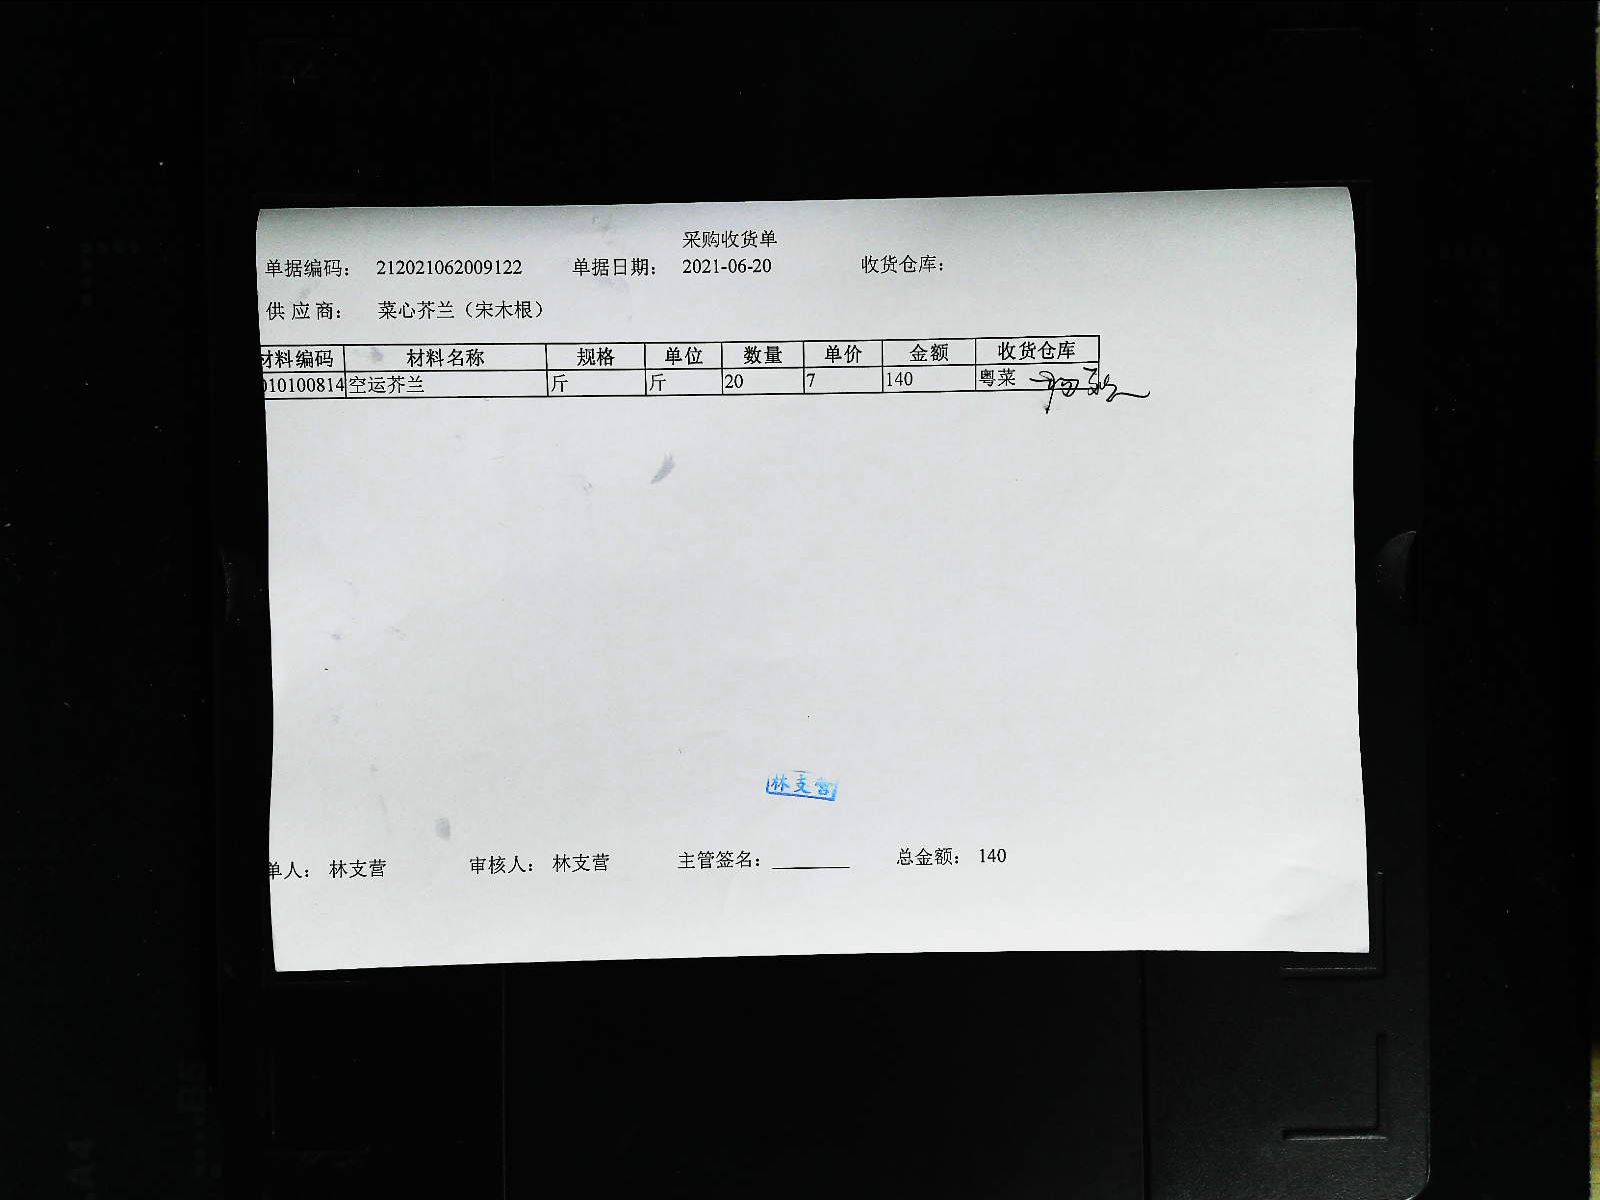 采购收货单
单据编码： 212021062009122 单据日期： 2021-06-20 收货仓库：
供 应 商： 菜心芥兰（宋木根）
材料编码 材料名称 规格 单位 数量 单价 金额 收货仓库
010100814 空运芥兰 斤 斤 20 7 140 粤菜
林支营
单人： 林支营 审核人： 林支营 主管签名： 总金额： 140